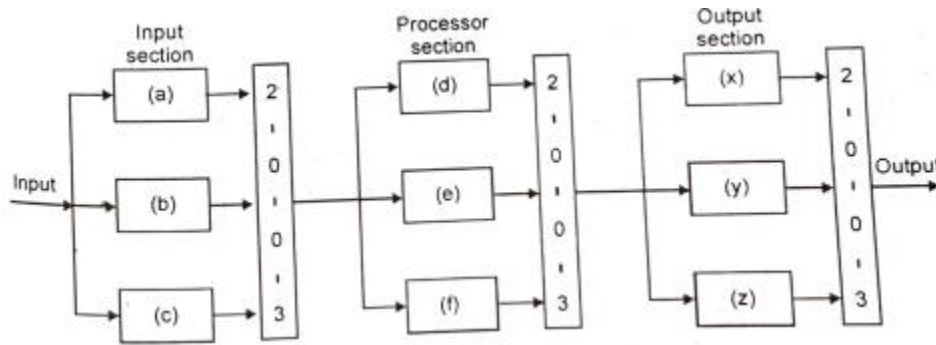 Input
section
Processor
section
Output
section
(a)
(d)
(x)
2-0-0-3
2-0-0-3
2-0-0-3
Input
(b)
(e)
(y)
Output
(c)
(f)
(z)